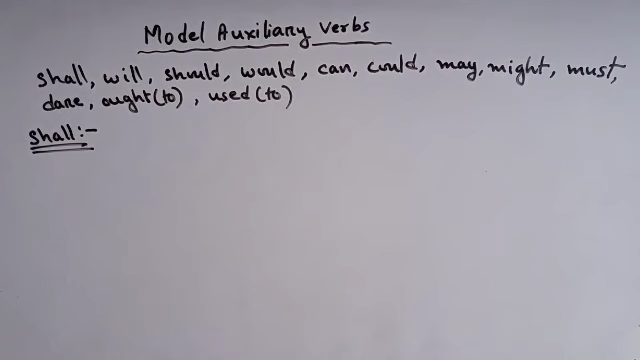 Model Auxiliary Verbs
shall, will, should, would, can, could, may, might, must,
dare, ought(to), used(to)
shall:-